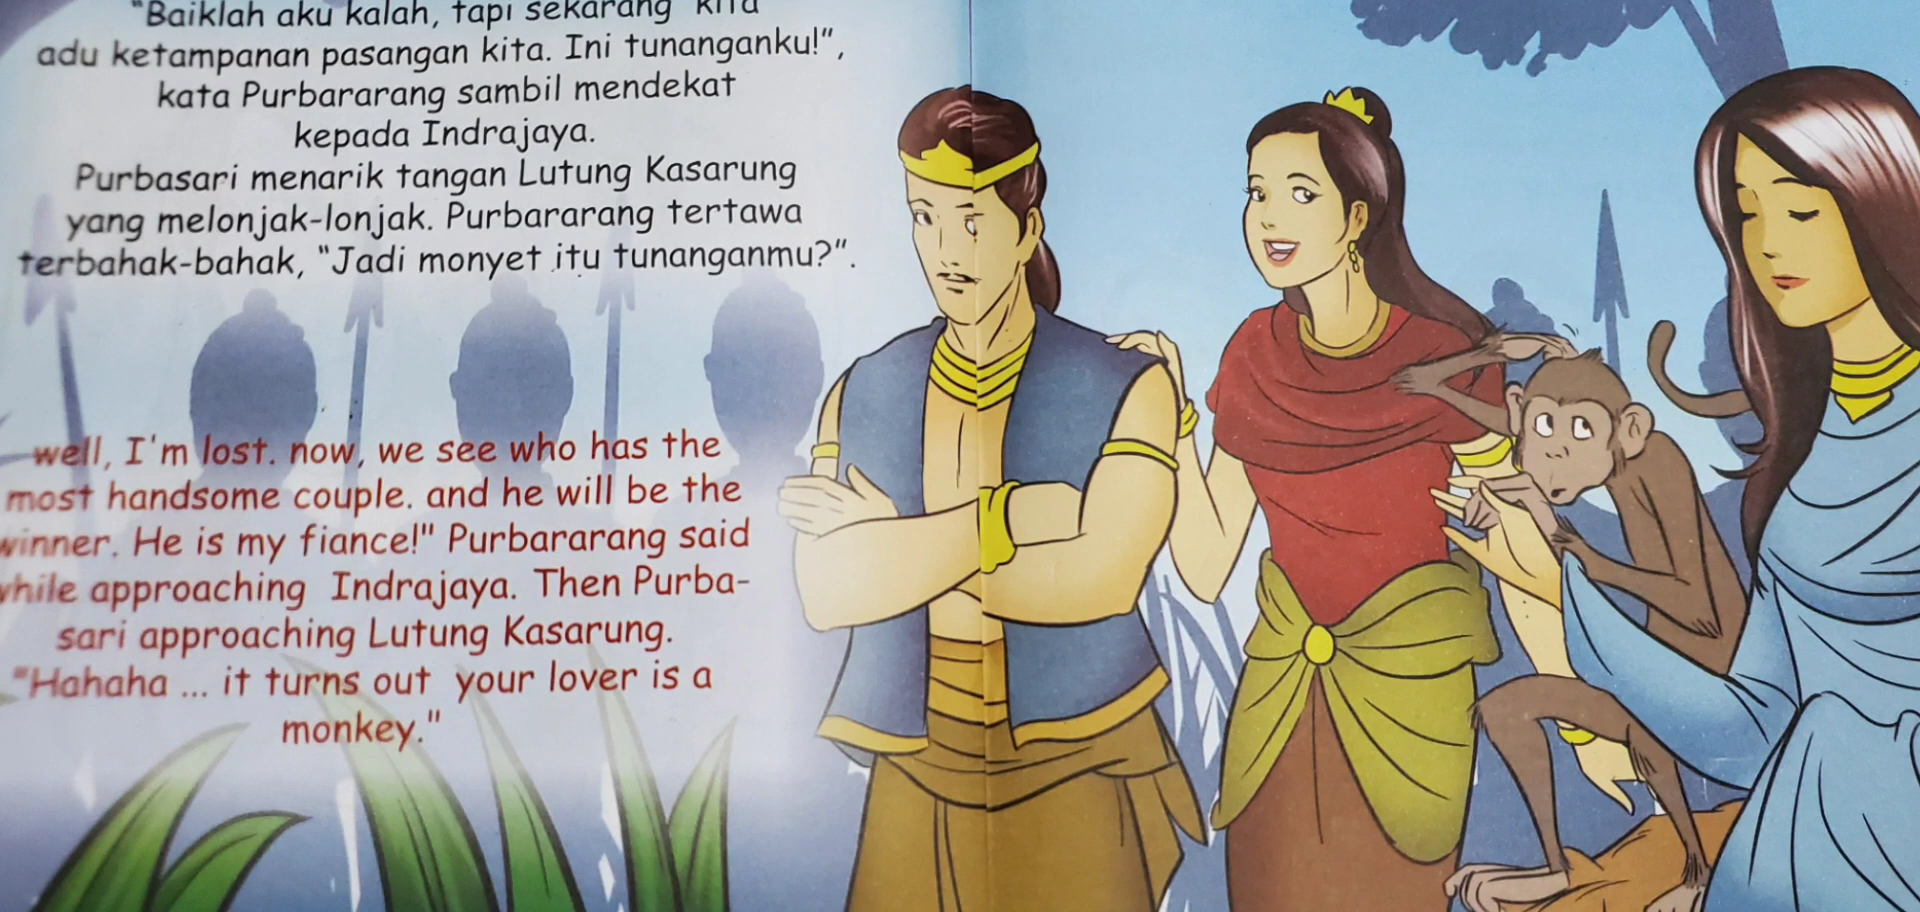 "Baiklah aku kalah, tapi sekarang kita
adu ketampanan pasangan kita. Ini tunanganku!",
kata Purbararang sambil mendekat
kepada Indrajaya.
Purbasari menarik tangan Lutung Kasarung
yang melonjak-lonjak. Purbararang tertawa
terbahak-bahak, "Jadi monyet itu tunanganmu?".
well, I'm lost. now, we see who has the
most handsome couple. and he will be the
winner. He is my fiance!" Purbararang said
while approaching Indrajaya. Then Purba-
sari approaching Lutung Kasarung.
"Hahaha ... it turns out your lover is a
monkey."